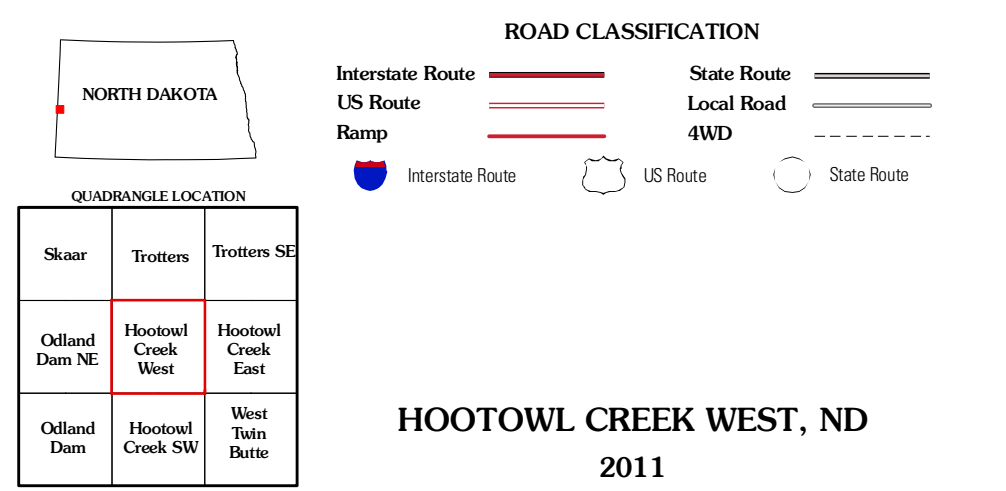 NORTH DAKOTA
QUADRANGLE LOCATION
Skaar
Trotters
Trotters SE
Odland
Dam NE
Hootowl
Creek
West
Hootowl
Creek
East
Odland
Dam
Hootowl
Creek SW
West
Twin
Butte
ROAD CLASSIFICATION
Interstate Route
State Route
US Route
Local Road
Ramp
4WD
Interstate Route
US Route
State Route
HOOTOWL CREEK WEST, ND
2011